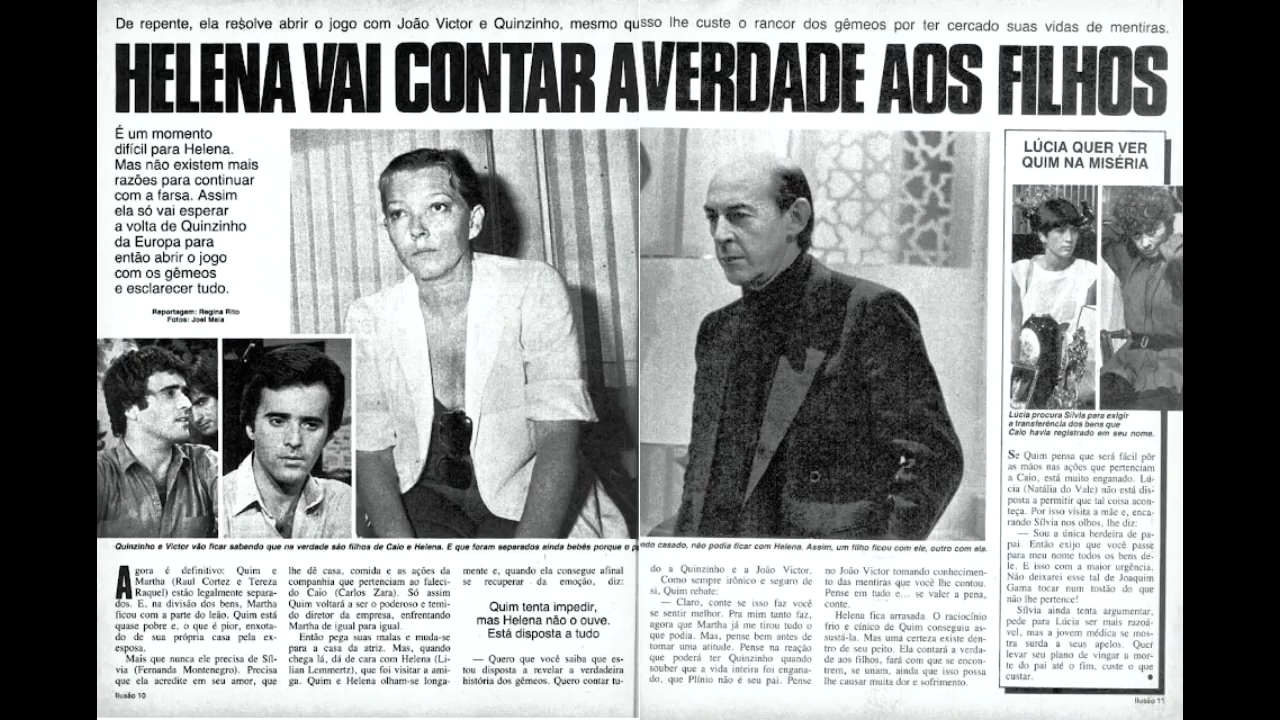 De repente, ela resolve abrir o jogo com João Victor e Quinzinho, mesmo qu sso lhe custe o rancor dos gêmeos por ter cercado suas vidas de mentiras.
HELENA VAI CONTAR A VERDADE AOS FILHOS
É um momento
difícil para Helena.
Mas não existem mais
razões para continuar
com a farsa. Assim
ela só vai esperar
a volta de Quinzinho
da Europa para
então abrir o jogo
com os gêmeos
e esclarecer tudo.
Reportagem: Regina Rito
Fotos: Joel Maia
Quinzinho e Victor vão ficar sabendo que na verdade são filhos de Caio e Helena. E que foram separados ainda bebês porque o p ndo casado, não podia ficar com Helena. Assim, um filho ficou com ele, outro com ela.
Agora é definitivo: Quim e
Martha (Raul Cortez e Tereza
Raquel) estão legalmente separa-
dos. E, na divisão dos bens, Martha
ficou com a parte do leão. Quim está
quase pobre e, o que é pior, enxota-
do de sua própria casa pela ex-
esposa.
Mais que nunca ele precisa de Síl-
via (Fernanda Montenegro). Precisa
que ela acredite em seu amor, que
lhe dê casa, comida e as ações da
companhia que pertenciam ao faleci-
do Caio (Carlos Zara). Só assim
Quim voltará a ser o poderoso e temi-
do diretor da empresa, enfrentando
Martha de igual para igual.
Então pega suas malas e muda-se
para a casa da atriz. Mas, quando
chega lá, dá de cara com Helena (Li-
lian Lemmertz), que foi visitar a ami-
ga. Quim e Helena olham-se longa-
mente e, quando ela consegue afinal
se recuperar da emoção, diz:
Quim tenta impedir,
mas Helena não o ouve.
Está disposta a tudo
— Quero que você saiba que es-
tou disposta a revelar a verdadeira
história dos gêmeos. Quero contar tu-
Ilusão 10
do a Quinzinho e a João Victor.
Como sempre irônico e seguro de
si, Quim rebate:
— Claro, conte se isso faz você
se sentir melhor. Pra mim tanto faz,
agora que Martha já me tirou tudo o
que podia. Mas, pense bem antes de
tomar uma atitude. Pense na reação
que poderá ter Quinzinho quando
souber que a vida inteira foi engana-
do, que Plínio não é seu pai. Pense
no João Victor tomando conhecimen-
to das mentiras que você lhe contou.
Pense em tudo e... se valer a pena,
conte.
Helena fica arrasada. O raciocínio
frio e cínico de Quim conseguiu as-
sustá-la. Mas uma certeza existe den-
tro de seu peito. Ela contará a verda-
de aos filhos, fará com que se encon-
trem, se unam, ainda que isso possa
lhe causar muita dor e sofrimento.
LÚCIA QUER VER
QUIM NA MISÉRIA
Lúcia procura Sílvia para exigir
a transferência dos bens que
Caio havia registrado em seu nome.
Se Quim pensa que será fácil pôr
as mãos nas ações que pertenciam
a Caio, está muito enganado. Lú-
cia (Natália do Vale) não está dis-
posta a permitir que tal coisa acon-
teça. Por isso visita a mãe e, enca-
rando Sílvia nos olhos, lhe diz:
— Sou a única herdeira de pa-
pai. Então exijo que você passe
para meu nome todos os bens de-
le. E isso com a maior urgência.
Não deixarei esse tal de Joaquim
Gama tocar num tostão do que
não lhe pertence!
Sílvia ainda tenta argumentar,
pede para Lúcia ser mais razoá-
vel, mas a jovem médica se mos-
tra surda a seus apelos. Quer
levar seu plano de vingar a mor-
te do pai até o fim, custe o que
custar.
Ilusão 11